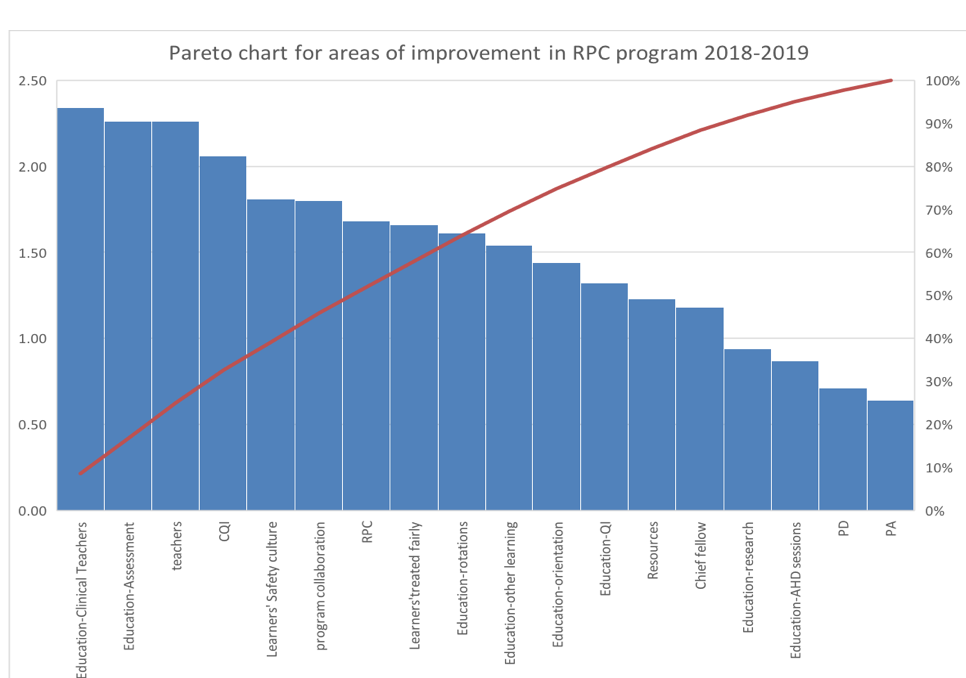 Pareto chart for areas of improvement in RPC program 2018-2019
2.50
2.00
1.50
1.00
0.50
0.00
100%
90%
80%
70%
60%
50%
40%
30%
20%
10%
0%
Education-Clinical Teachers
Education-Assessment
teachers
CQI
Learners' Safety culture
program collaboration
RPC
Learners'treated fairly
Education-rotations
Education-other learning
Education-orientation
Education-QI
Resources
Chief fellow
Education-research
Education-AHD sessions
PD
PA